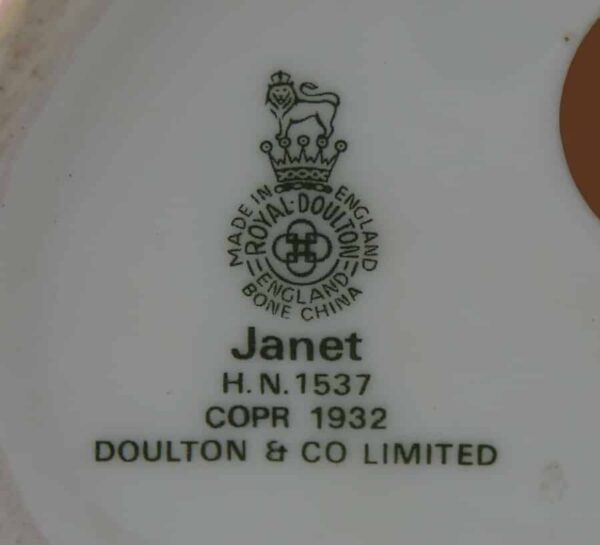 MADE IN ENGLAND
ROYAL·DOULTON
ENGLAND
BONE CHINA
Janet
H.N.1537
COPR 1932
DOULTON & CO LIMITED